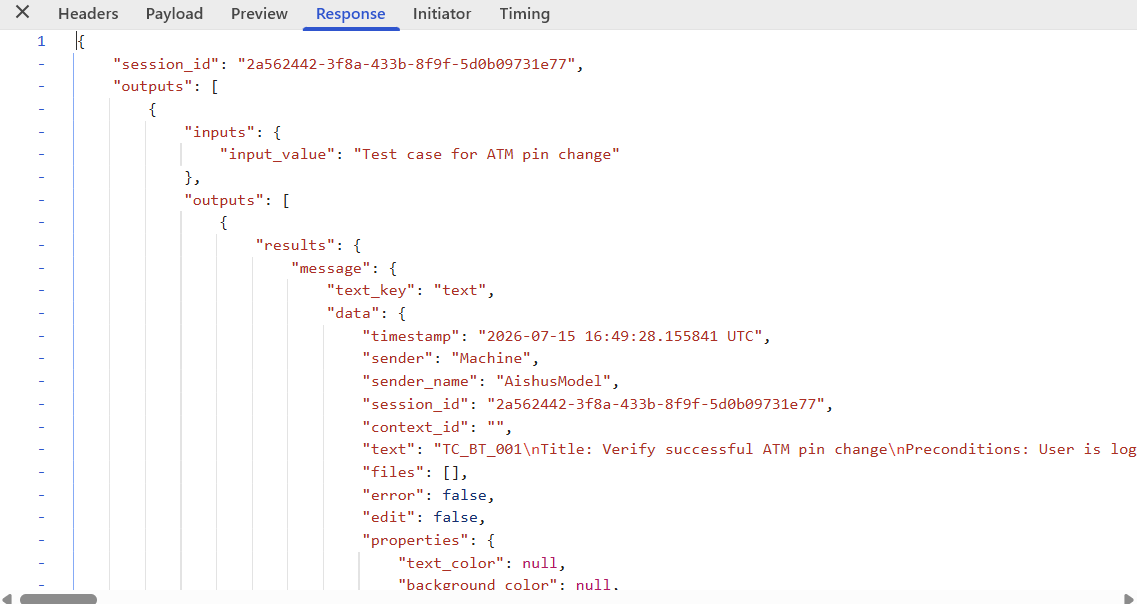 Headers Payload Preview Response Initiator Timing
1 {
- "session_id": "2a562442-3f8a-433b-8f9f-5d0b09731e77",
- "outputs": [
- {
- "inputs": {
- "input_value": "Test case for ATM pin change"
- },
- "outputs": [
- {
- "results": {
- "message": {
- "text_key": "text",
- "data": {
- "timestamp": "2026-07-15 16:49:28.155841 UTC",
- "sender": "Machine",
- "sender_name": "AishusModel",
- "session_id": "2a562442-3f8a-433b-8f9f-5d0b09731e77",
- "context_id": "",
- "text": "TC_BT_001\nTitle: Verify successful ATM pin change\nPreconditions: User is log
- "files": [],
- "error": false,
- "edit": false,
- "properties": {
- "text_color": null,
- "background_color": null,